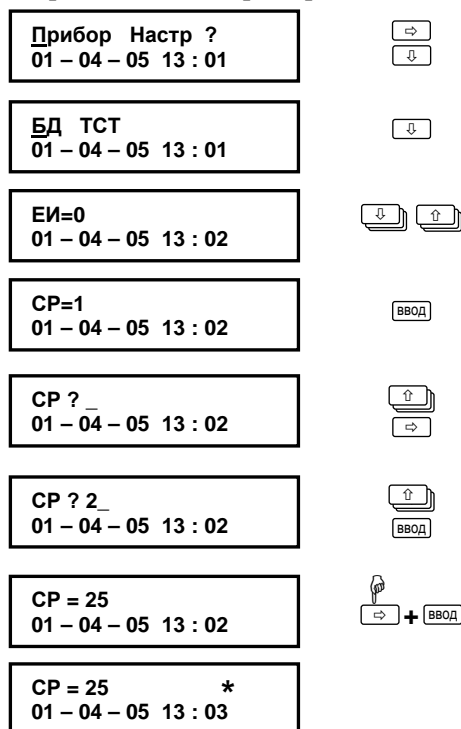 Прибор Настр ?
01 – 04 – 05 13 : 01
БД ТСТ
01 – 04 – 05 13 : 01
ЕИ=0
01 – 04 – 05 13 : 02
СР=1
01 – 04 – 05 13 : 02
ВВОД
СР ? _
01 – 04 – 05 13 : 02
СР ? 2_
01 – 04 – 05 13 : 02
ВВОД
СР = 25
01 – 04 – 05 13 : 02
+ ВВОД
СР = 25 *
01 – 04 – 05 13 : 03